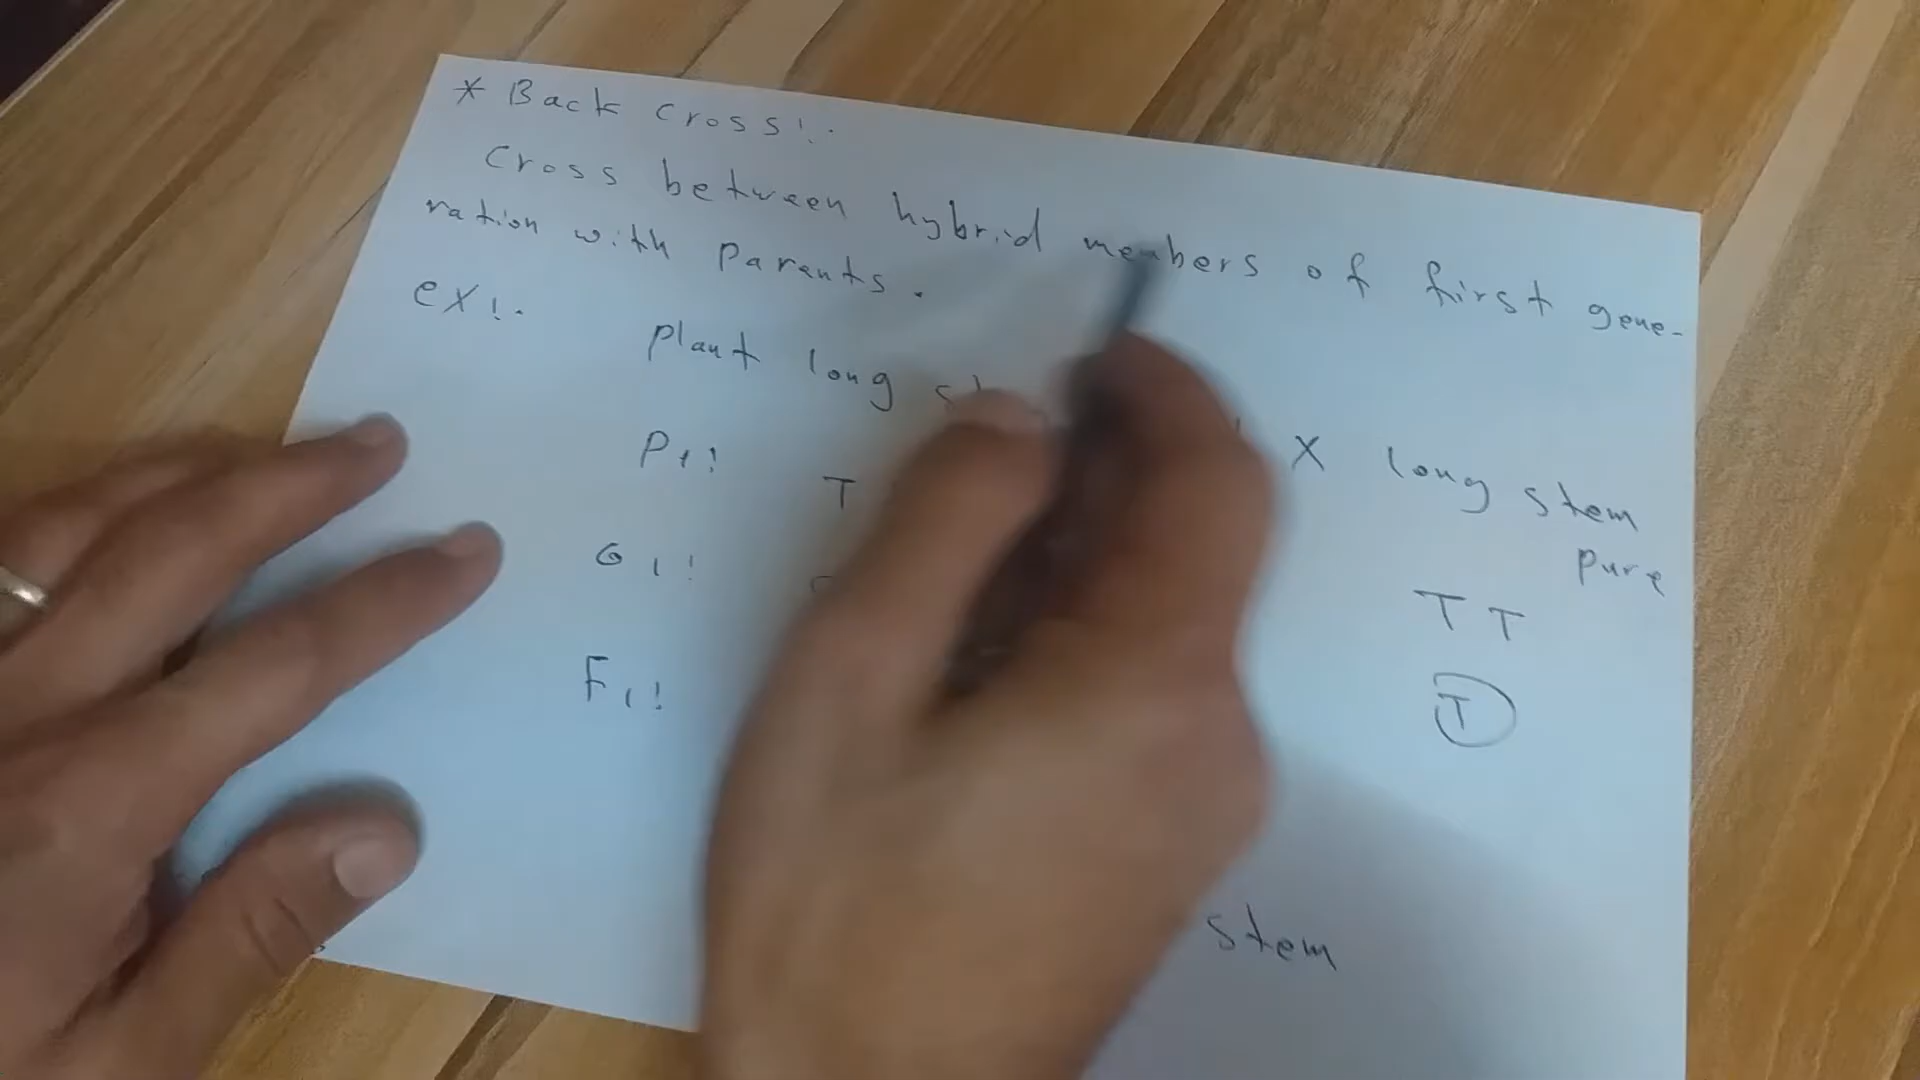 * Back cross:.
cross between hybrid members of first gene-
ration with parents.
ex:.
plant long X long stem
pure
P1: T TT
G1: T
F1:
stem